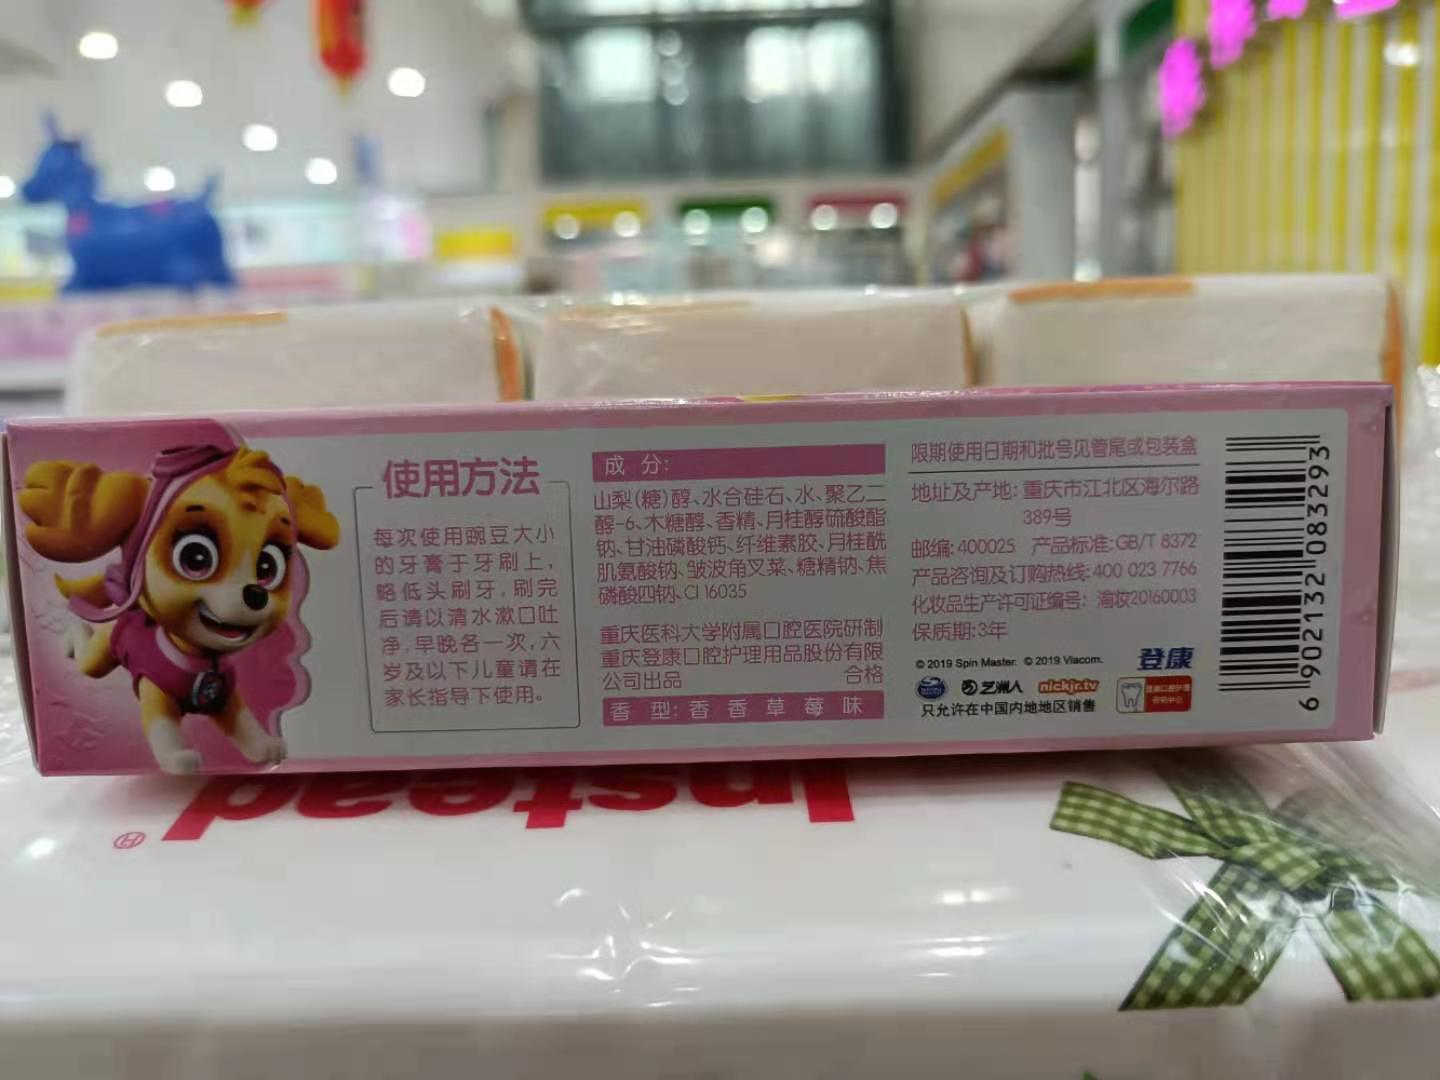 使用方法
每次使用豌豆大小
的牙膏于牙刷上，
略低头刷牙，刷完
后请以清水漱口吐
净，早晚各一次，六
岁及以下儿童请在
家长指导下使用。
成 分：
山梨（糖）醇、水合硅石、水、聚乙二
醇-6、木糖醇、香精、月桂醇硫酸酯
钠、甘油磷酸钙、纤维素胶、月桂酰
肌氨酸钠、皱波角叉菜、糖精钠、焦
磷酸四钠、CI 16035
重庆医科大学附属口腔医院研制
重庆登康口腔护理用品股份有限
公司出品 合格
香 型：香 香 草 莓 味
限期使用日期和批号见管尾或包装盒
地址及产地：重庆市江北区海尔路
389号
邮编：400025 产品标准：GB/T 8372
产品咨询及订购热线：400 023 7766
化妆品生产许可证编号：渝妆20160003
保质期：3年
© 2019 Spin Master. © 2019 Viacom.
登康
艺洲人 nickjr.tv
只允许在中国内地地区销售
6 902132 083293
Instead